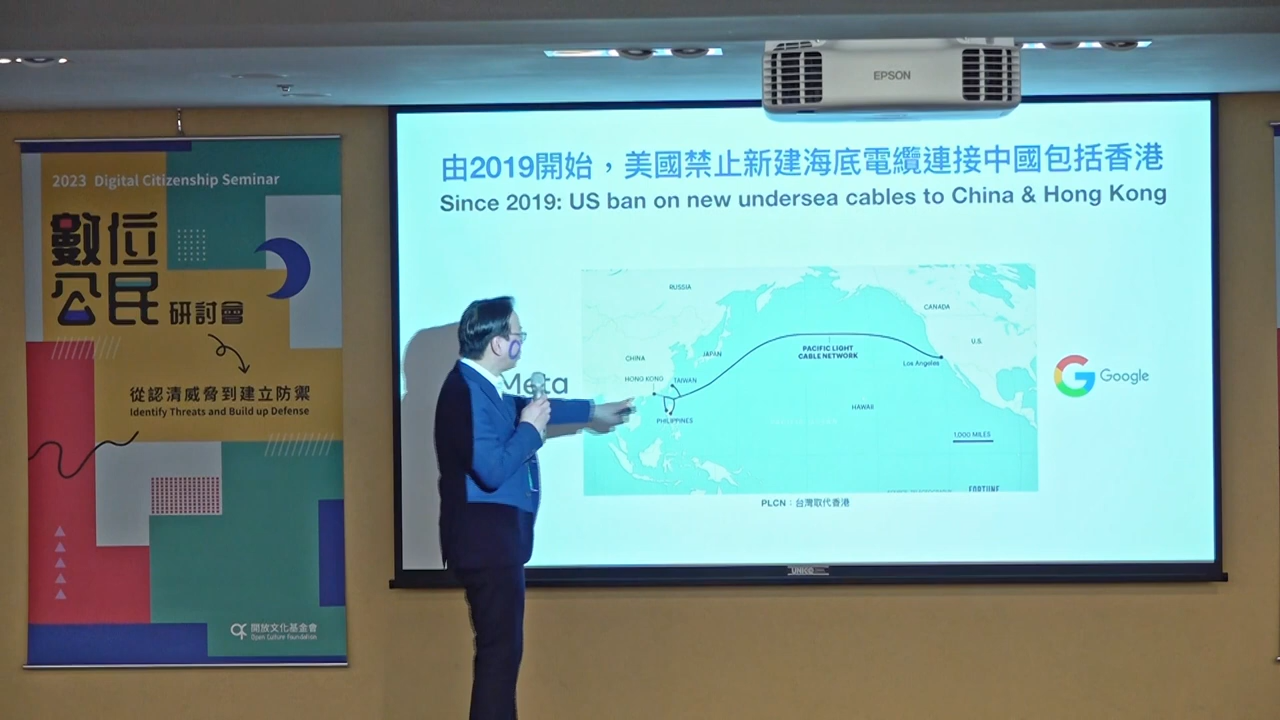 EPSON
2023 Digital Citizenship Seminar
數位
公民研討會
從認清威脅到建立防禦
Identify Threats and Build up Defense
開放文化基金會
Open Culture Foundation
由2019開始，美國禁止新建海底電纜連接中國包括香港
Since 2019: US ban on new undersea cables to China & Hong Kong
RUSSIA
CANADA
PACIFIC LIGHT
CABLE NETWORK
U.S.
CHINA
JAPAN
Los Angeles
HONG KONG
TAIWAN
Meta
Google
HAWAII
PHILIPPINES
1,000 MILES
FORTUNE
PLCN：台灣取代香港